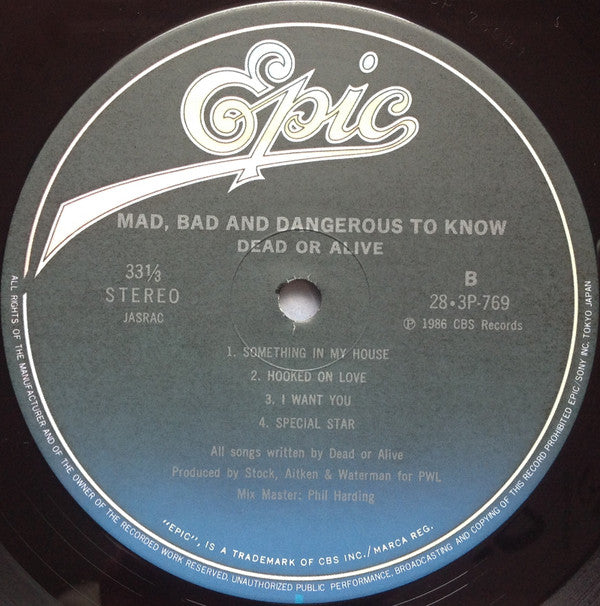 Epic
MAD, BAD AND DANGEROUS TO KNOW
DEAD OR ALIVE
33⅓
STEREO
JASRAC
B
28・3P-769
Ⓟ 1986 CBS Records
1. SOMETHING IN MY HOUSE
2. HOOKED ON LOVE
3. I WANT YOU
4. SPECIAL STAR
All songs written by Dead or Alive
Produced by Stock, Aitken & Waterman for PWL
Mix Master: Phil Harding
"EPIC", IS A TRADEMARK OF CBS INC./MARCA REG.
ALL RIGHTS OF THE MANUFACTURER AND OF THE OWNER OF THE RECORDED WORK RESERVED. UNAUTHORIZED PUBLIC PERFORMANCE, BROADCASTING AND COPYING OF THIS RECORD PROHIBITED EPIC/SONY INC. TOKYO JAPAN